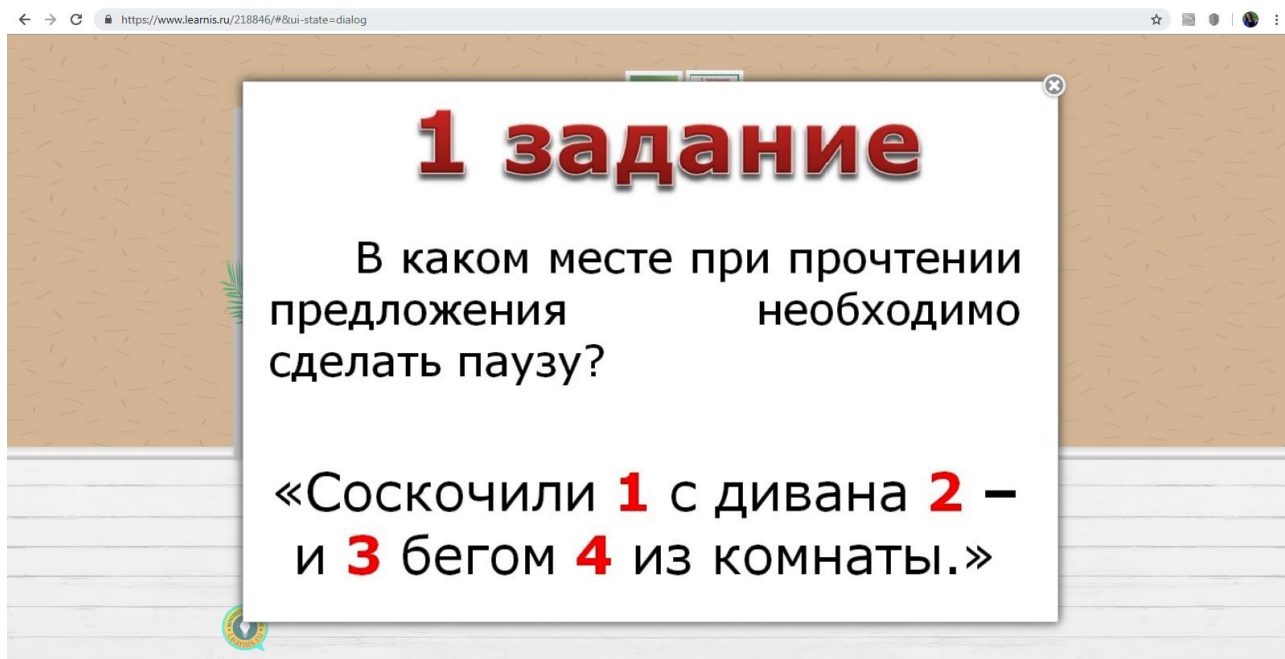 https://www.learnis.ru/218846/#&ui-state=dialog
1 задание
В каком месте при прочтении
предложения необходимо
сделать паузу?
«Соскочили 1 с дивана 2 –
и 3 бегом 4 из комнаты.»